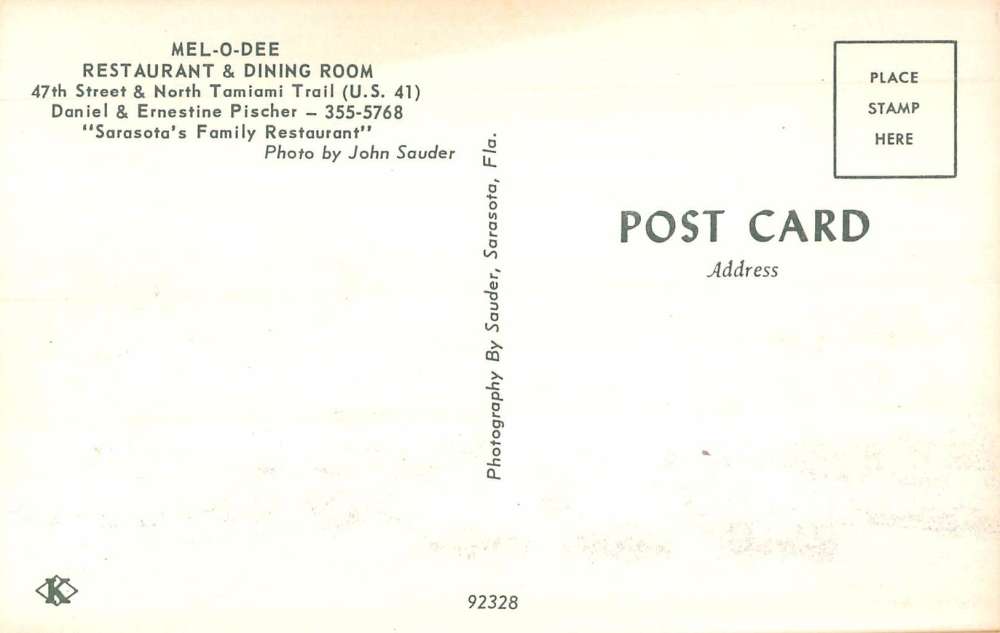 MEL-O-DEE
RESTAURANT & DINING ROOM
47th Street & North Tamiami Trail (U.S. 41)
Daniel & Ernestine Pischer – 355-5768
"Sarasota's Family Restaurant"
Photo by John Sauder
Photography By Sauder, Sarasota, Fla.
PLACE
STAMP
HERE
POST CARD
Address
K
92328